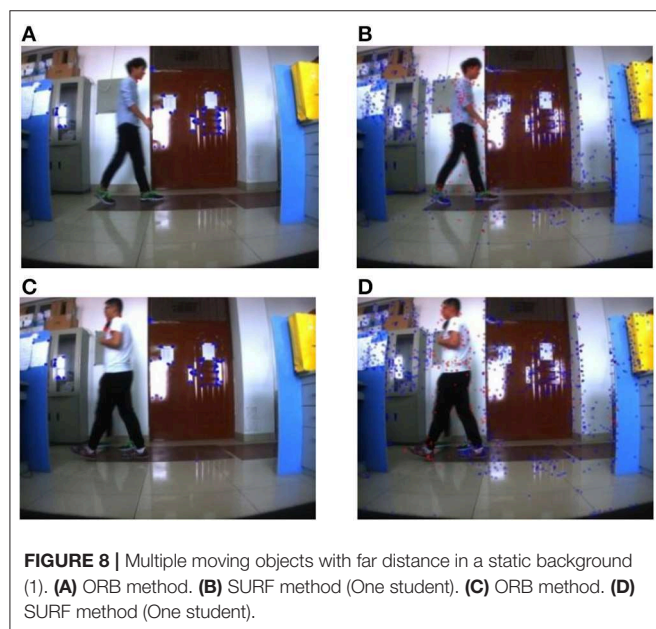 A
B
C
D
FIGURE 8 | Multiple moving objects with far distance in a static background
(1). (A) ORB method. (B) SURF method (One student). (C) ORB method. (D)
SURF method (One student).